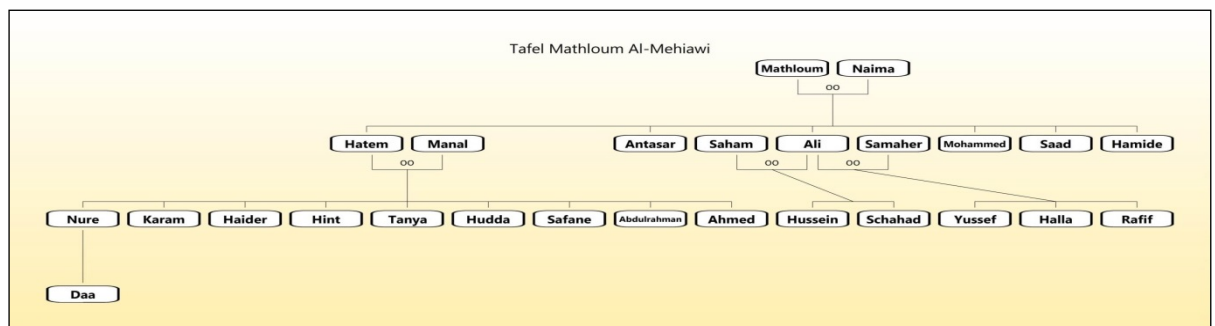 Tafel Mathloum Al-Mehiawi
Mathloum Naima
oo
Hatem Manal Antasar Saham Ali Samaher Mohammed Saad Hamide
oo oo oo
Nure Karam Haider Hint Tanya Hudda Safane Abdulrahman Ahmed Hussein Schahad Yussef Halla Rafif
Daa